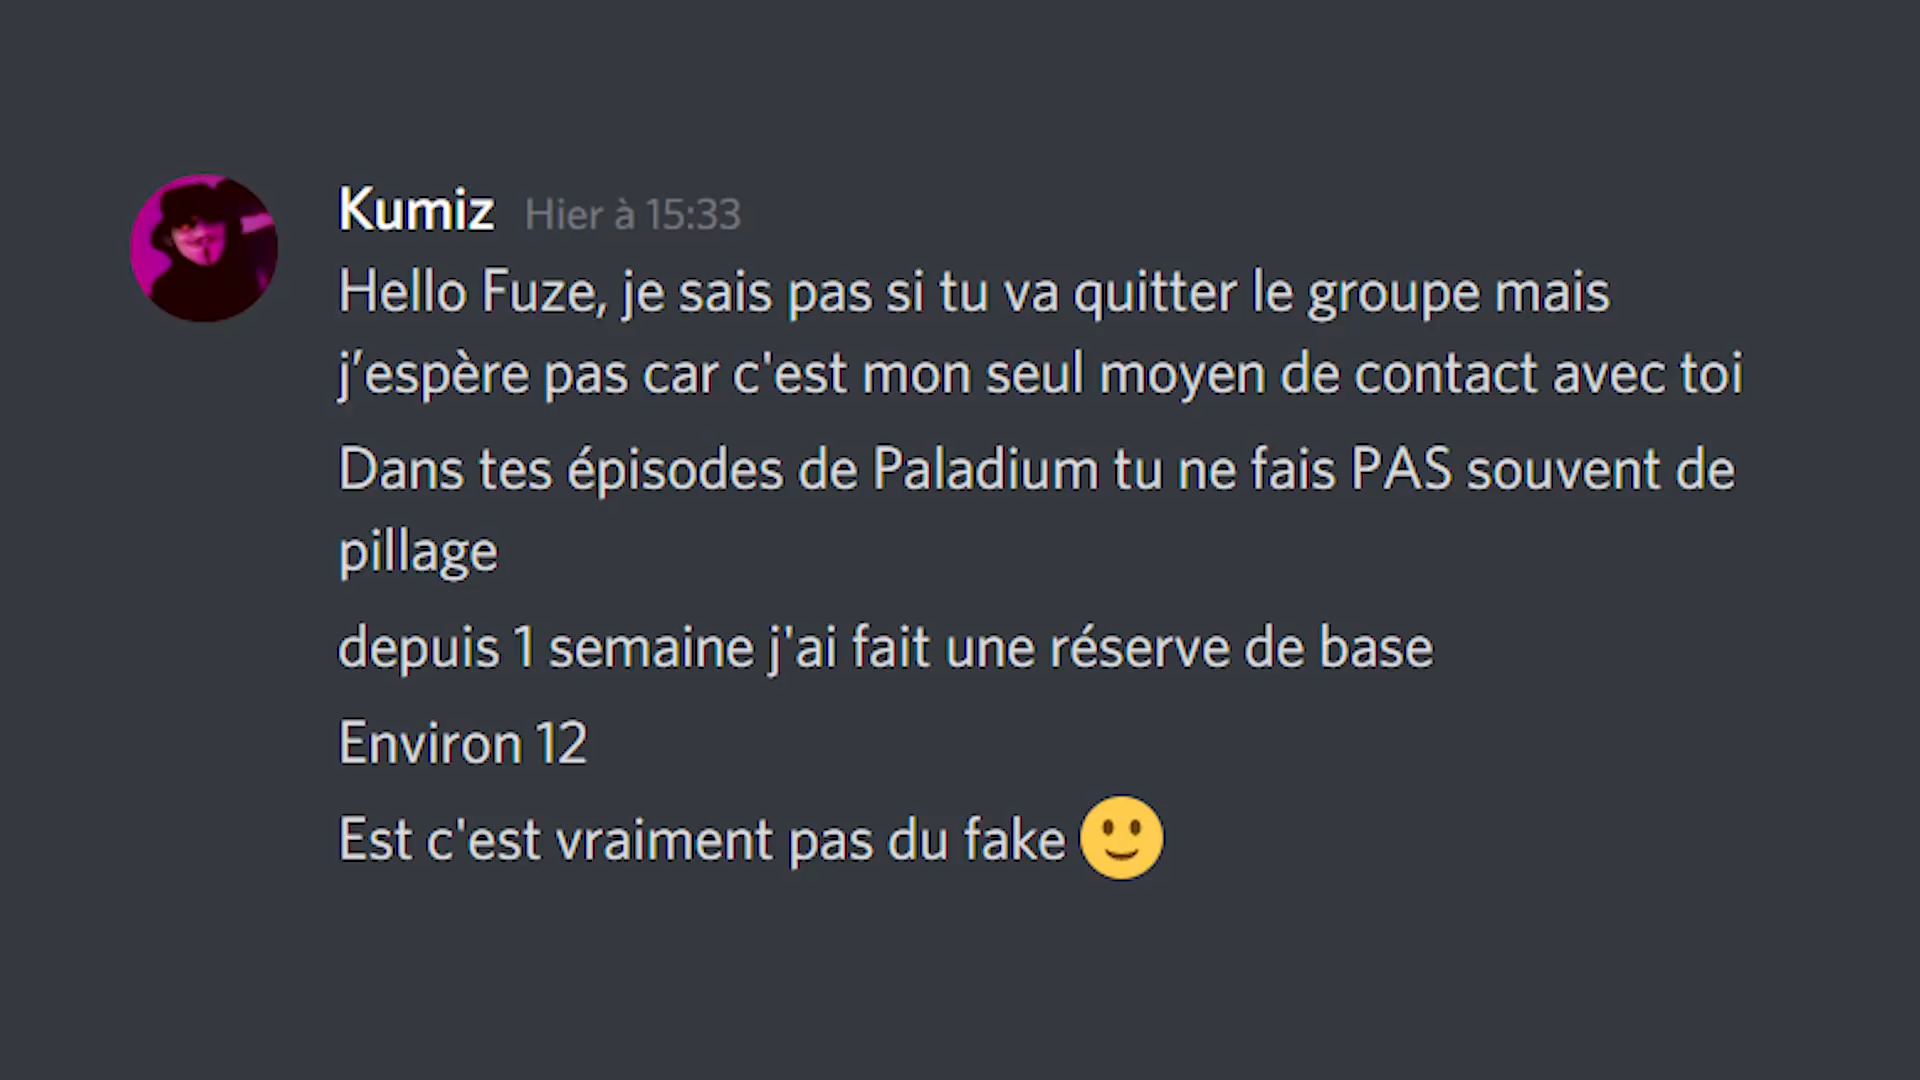 Kumiz Hier à 15:33
Hello Fuze, je sais pas si tu va quitter le groupe mais
j’espère pas car c'est mon seul moyen de contact avec toi
Dans tes épisodes de Paladium tu ne fais PAS souvent de
pillage
depuis 1 semaine j'ai fait une réserve de base
Environ 12
Est c'est vraiment pas du fake 🙂